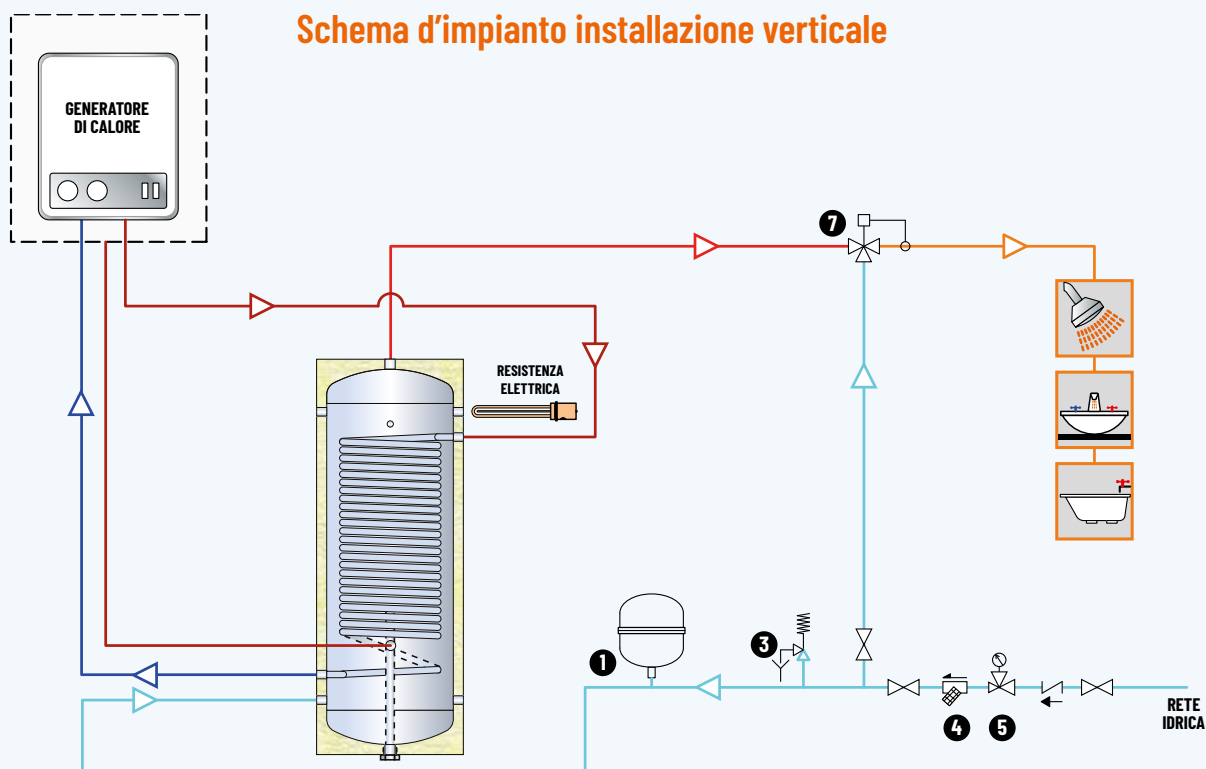 Schema d'impianto installazione verticale
GENERATORE
DI CALORE
7
RESISTENZA
ELETTRICA
1
3
4
5
RETE
IDRICA